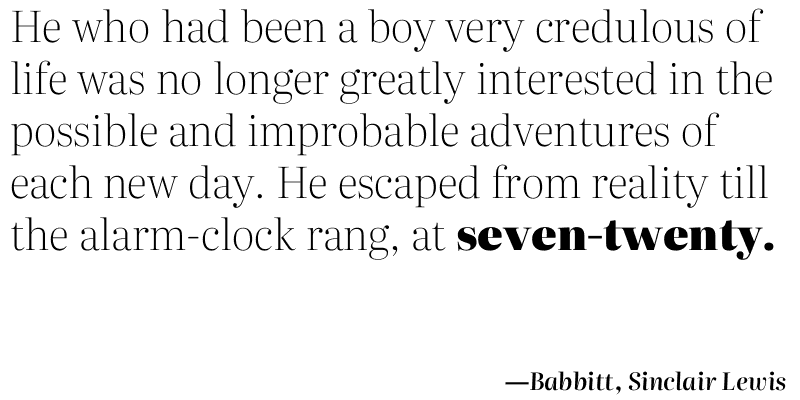 He who had been a boy very credulous of
life was no longer greatly interested in the
possible and improbable adventures of
each new day. He escaped from reality till
the alarm-clock rang, at seven-twenty.
—Babbitt, Sinclair Lewis